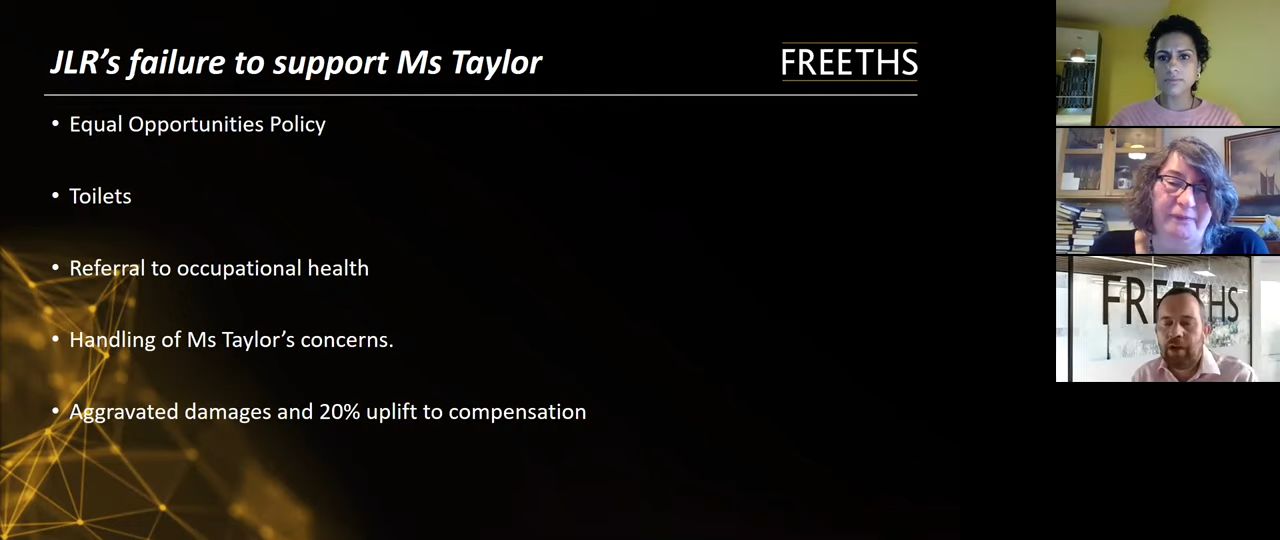 JLR’s failure to support Ms Taylor
FREETHS
• Equal Opportunities Policy
• Toilets
• Referral to occupational health
• Handling of Ms Taylor’s concerns.
• Aggravated damages and 20% uplift to compensation
FREETHS